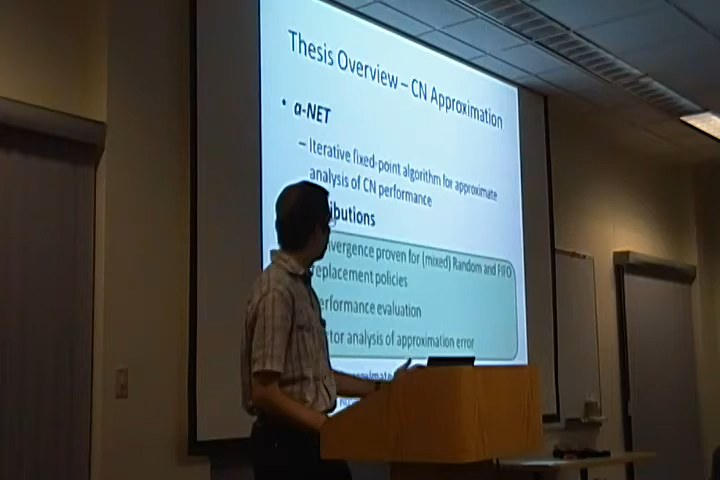 Thesis Overview – CN Approximation
• a-NET
– Iterative fixed-point algorithm for approximate
analysis of CN performance
ibutions
vergence proven for (mixed) Random and FIFO
replacement policies
erformance evaluation
tor analysis of approximation error